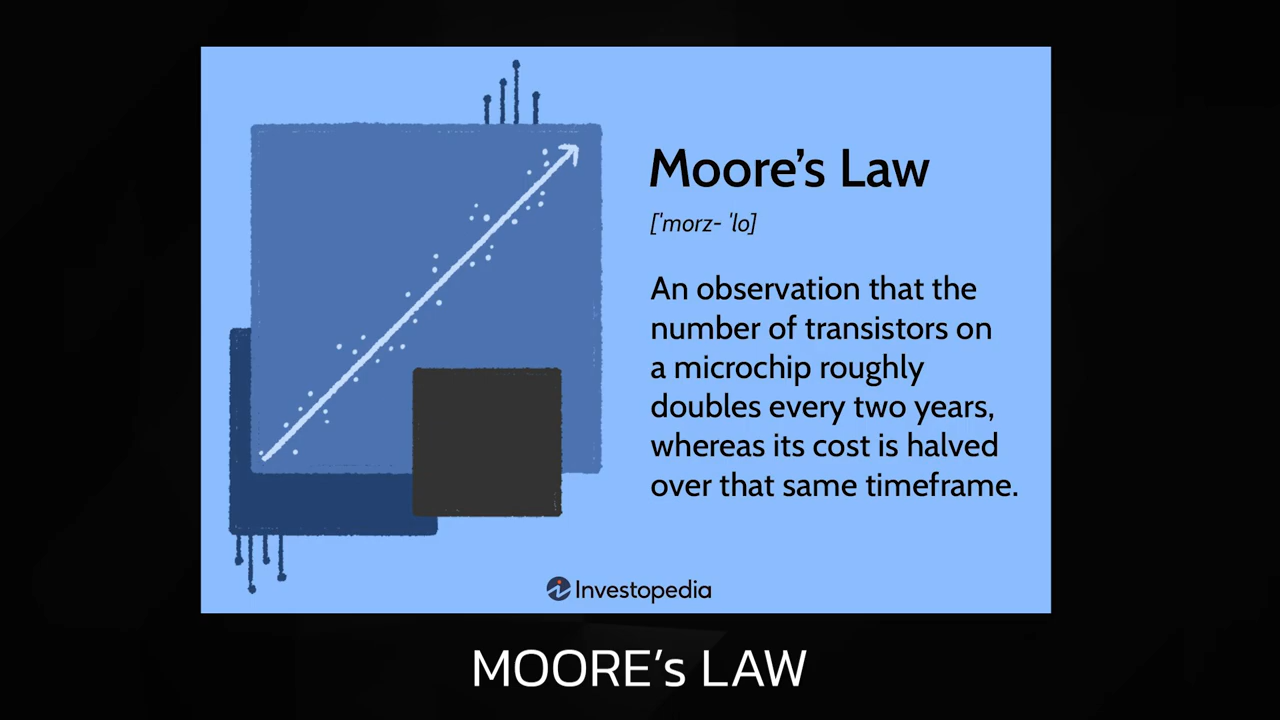 Moore's Law
['morz- 'lo]
An observation that the
number of transistors on
a microchip roughly
doubles every two years,
whereas its cost is halved
over that same timeframe.
Investopedia
MOORE's LAW